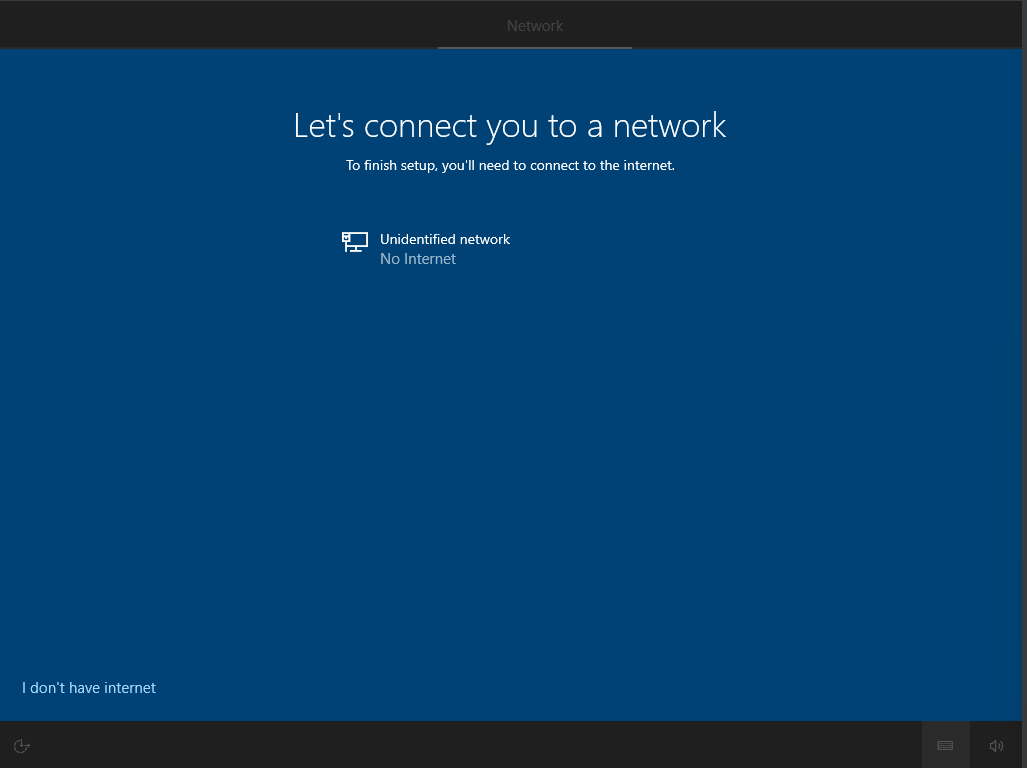 Network
Let's connect you to a network
To finish setup, you'll need to connect to the internet.
Unidentified network
No Internet
I don't have internet